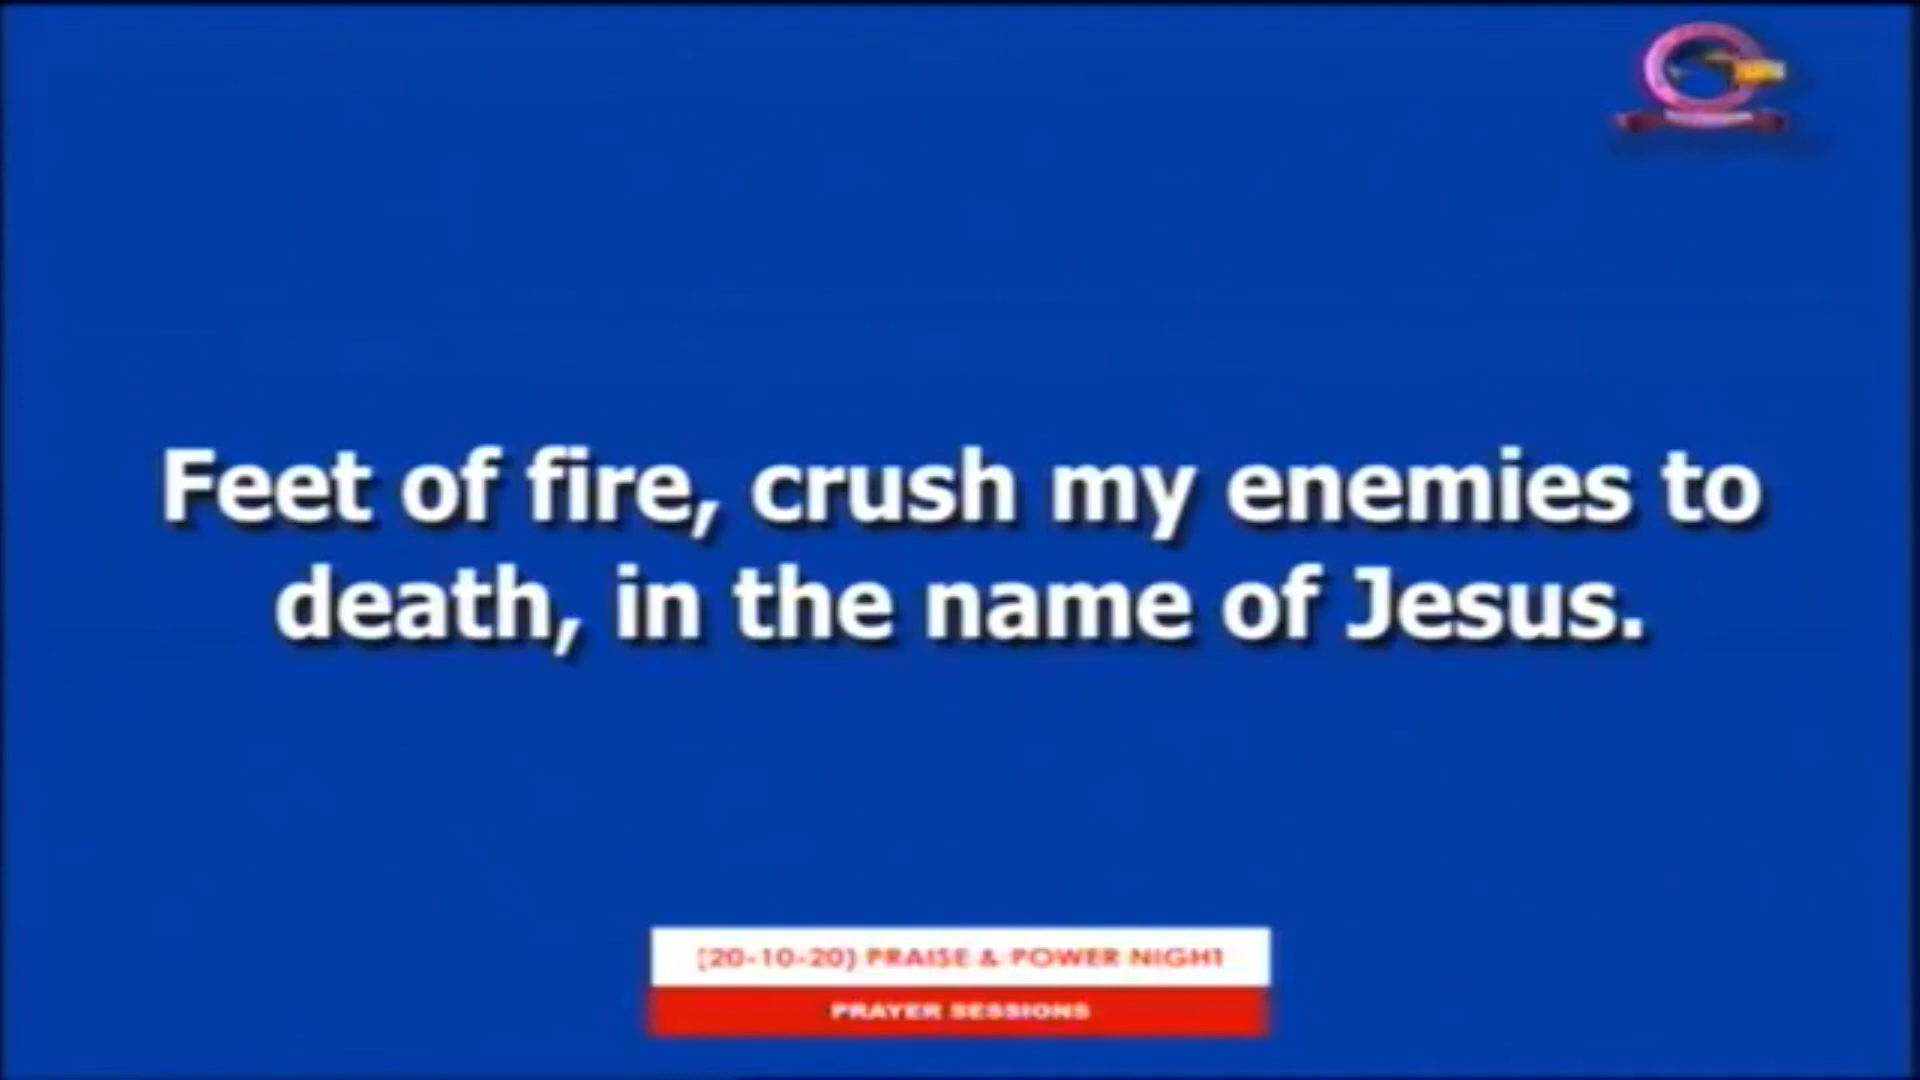 Feet of fire, crush my enemies to
death, in the name of Jesus.
[20-10-20] PRAISE & POWER NIGHT
PRAYER SESSIONS